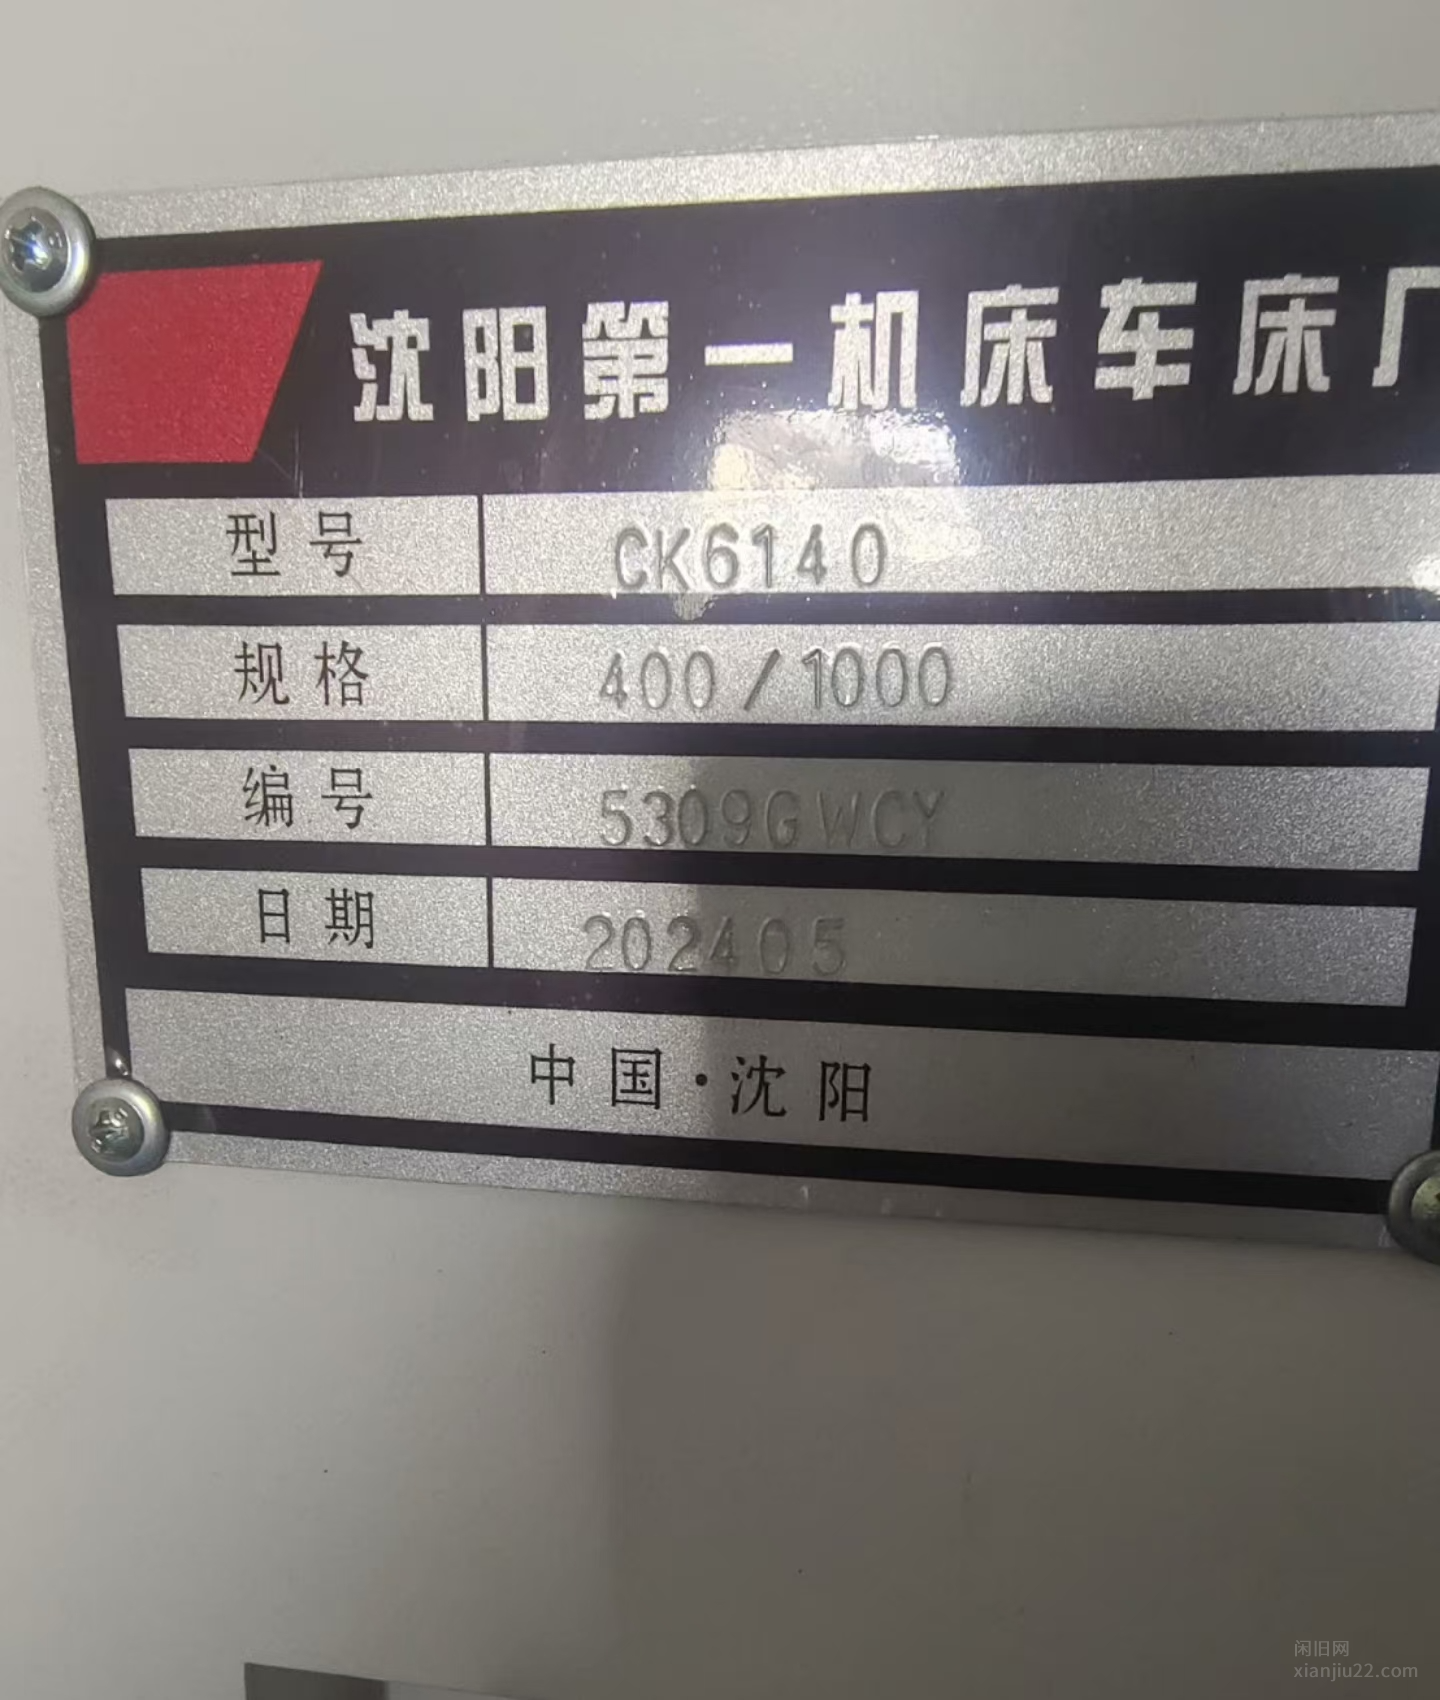 沈阳第一机床车床厂
型号 CK6140
规格 400/1000
编号 5309GWCY
日期 202405
中国·沈阳
闲旧网
xianjiu22.com